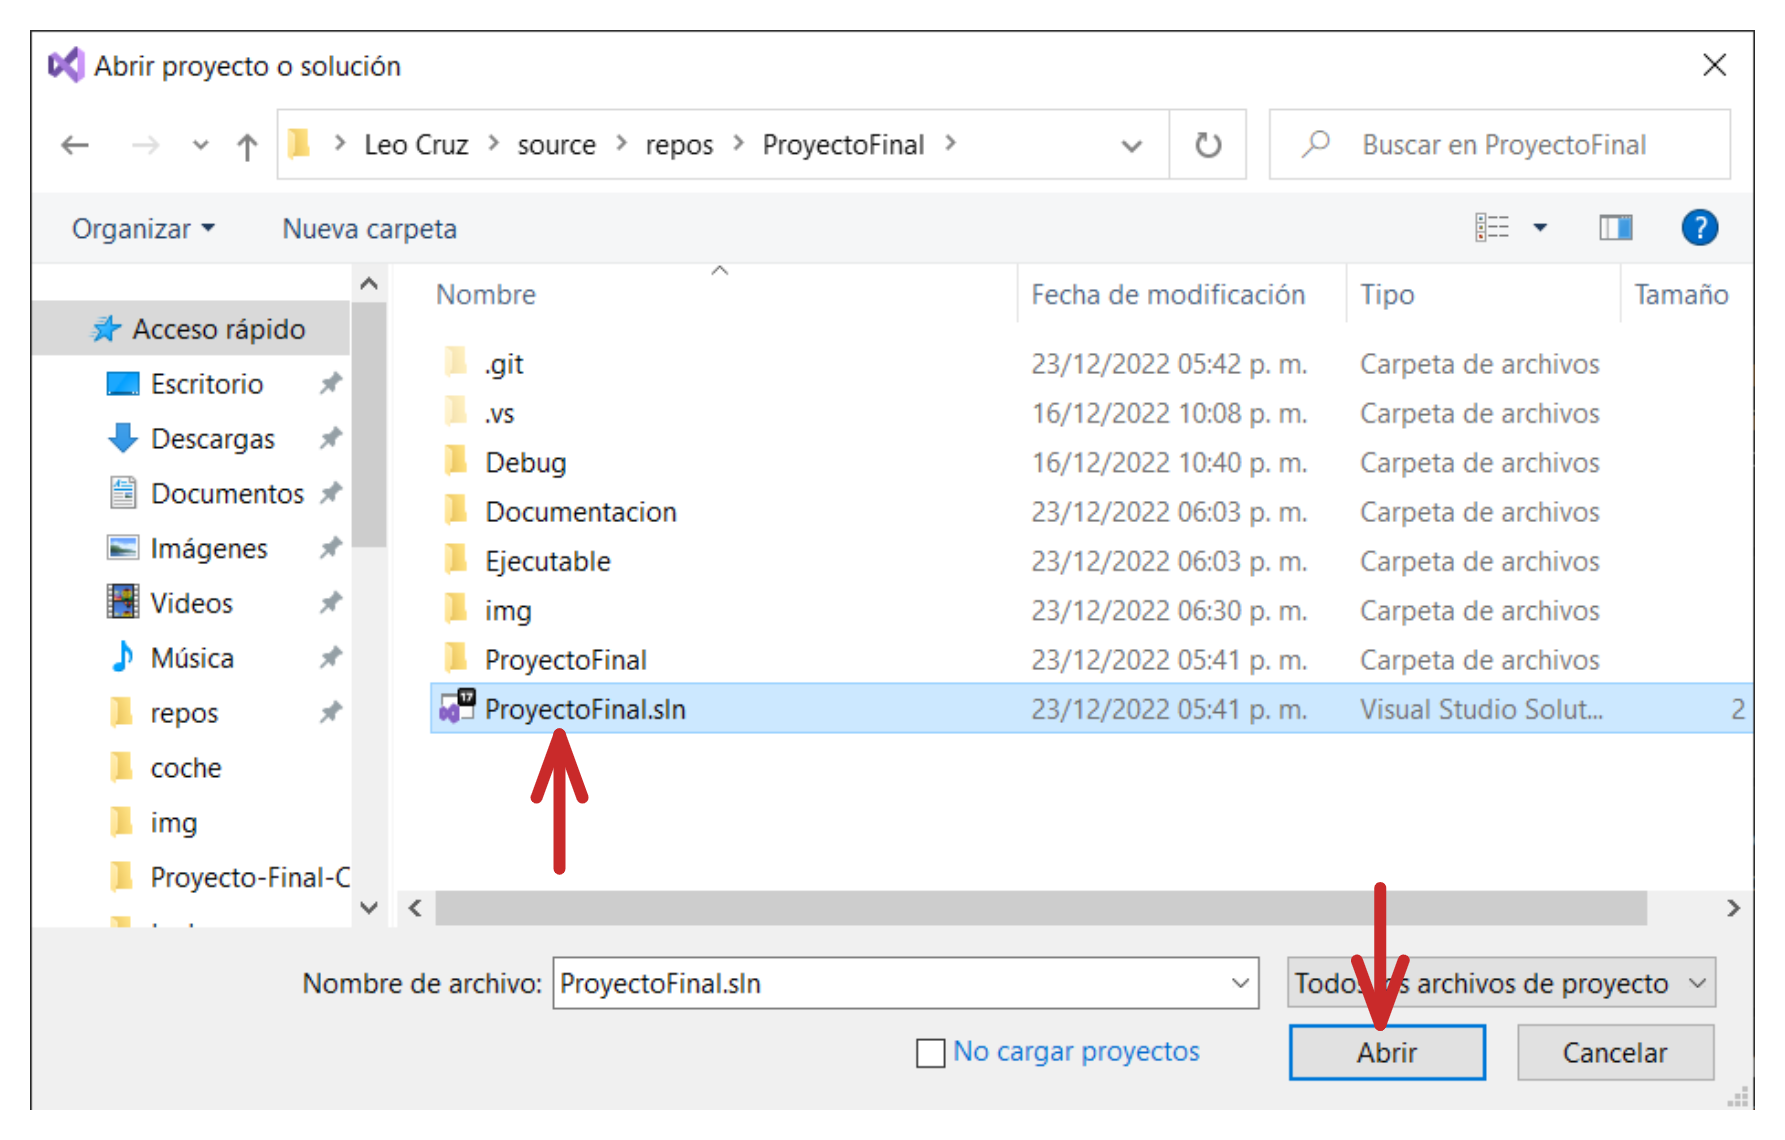 Abrir proyecto o solución
Leo Cruz > source > repos > ProyectoFinal >
Buscar en ProyectoFinal
Organizar
Nueva carpeta
?
Nombre Fecha de modificación Tipo Tamaño
Acceso rápido
Escritorio
Descargas
Documentos
Imágenes
Videos
Música
repos
coche
img
Proyecto-Final-C
.git 23/12/2022 05:42 p. m. Carpeta de archivos
.vs 16/12/2022 10:08 p. m. Carpeta de archivos
Debug 16/12/2022 10:40 p. m. Carpeta de archivos
Documentacion 23/12/2022 06:03 p. m. Carpeta de archivos
Ejecutable 23/12/2022 06:03 p. m. Carpeta de archivos
img 23/12/2022 06:30 p. m. Carpeta de archivos
ProyectoFinal 23/12/2022 05:41 p. m. Carpeta de archivos
17 ProyectoFinal.sln 23/12/2022 05:41 p. m. Visual Studio Solut... 2
Nombre de archivo: ProyectoFinal.sln
archivos de proyecto
No cargar proyectos
Abrir
Cancelar